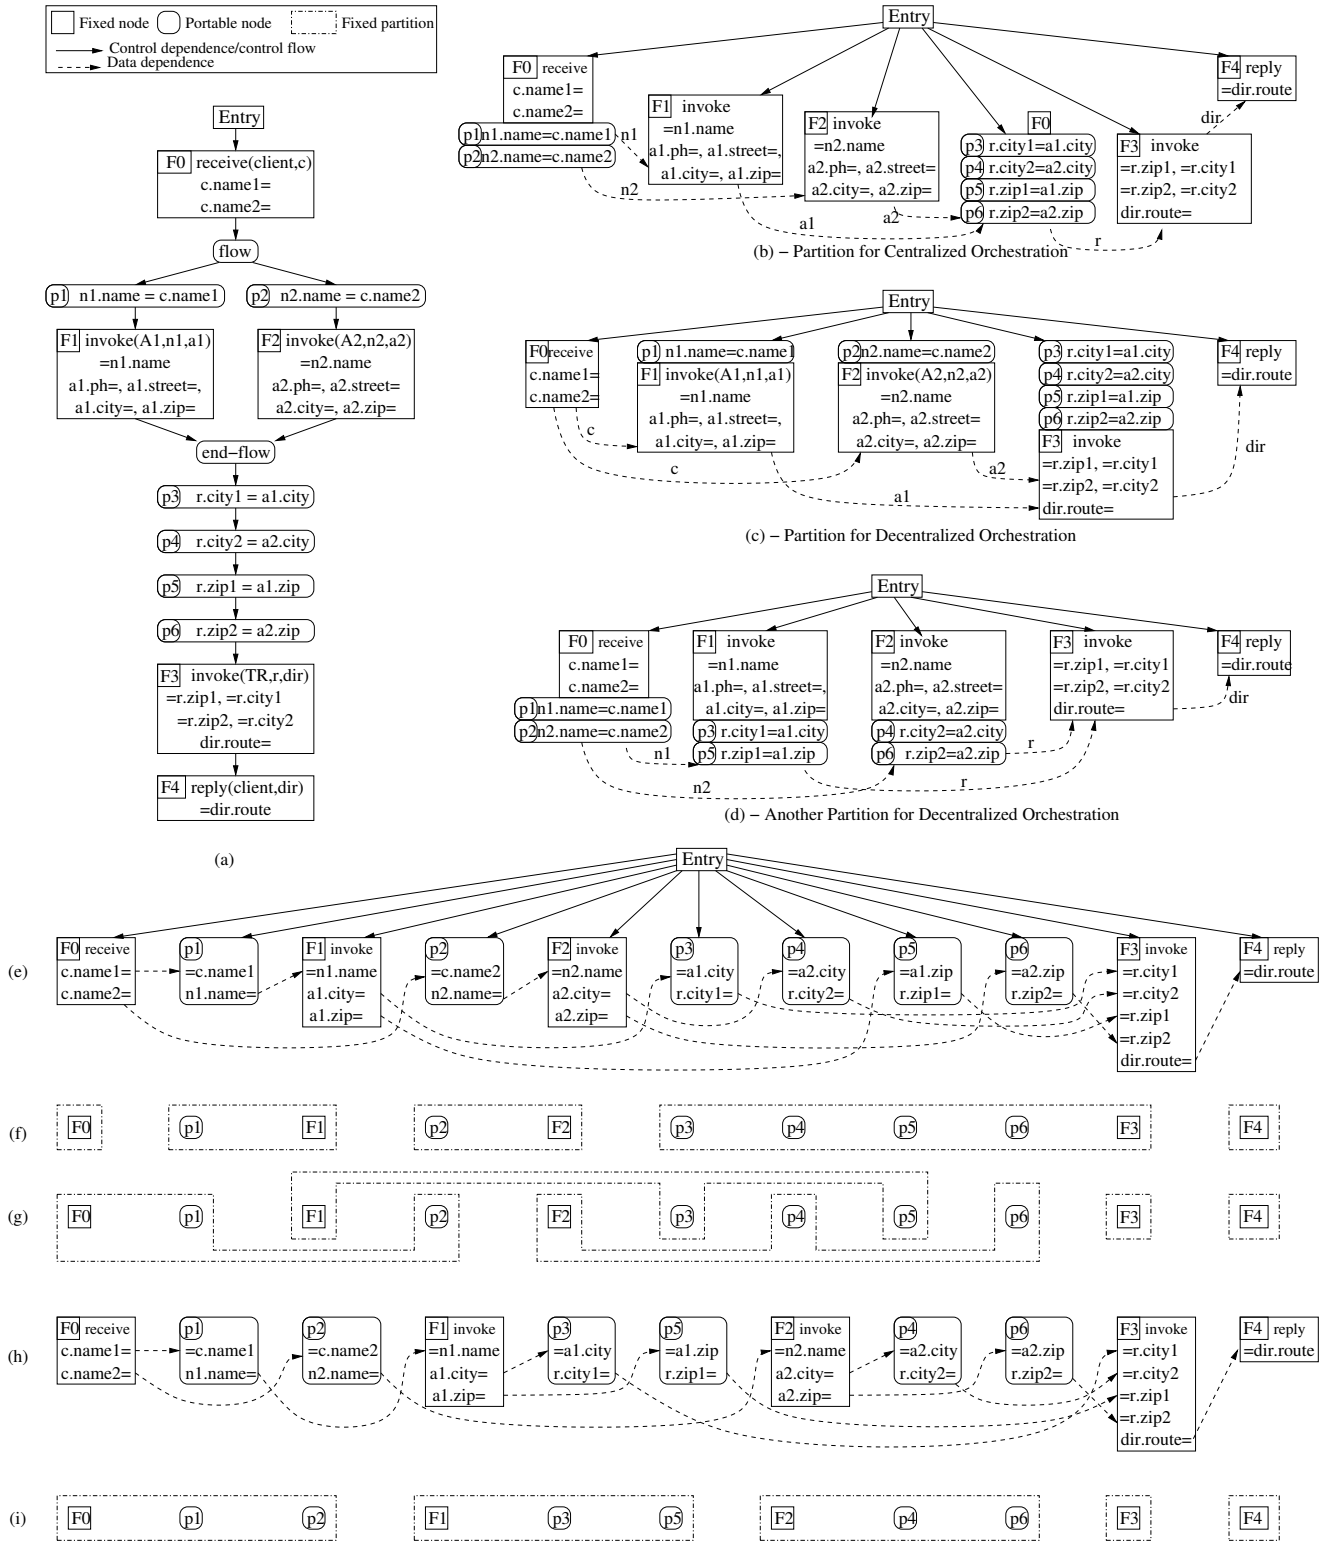 Fixed node
Portable node
Fixed partition
Control dependence/control flow
Data dependence
Entry
F0 receive(client,c)
c.name1=
c.name2=
flow
p1 n1.name = c.name1
p2 n2.name = c.name2
F1 invoke(A1,n1,a1)
=n1.name
a1.ph=, a1.street=,
a1.city=, a1.zip=
F2 invoke(A2,n2,a2)
=n2.name
a2.ph=, a2.street=
a2.city=, a2.zip=
end−flow
p3 r.city1 = a1.city
p4 r.city2 = a2.city
p5 r.zip1 = a1.zip
p6 r.zip2 = a2.zip
F3 invoke(TR,r,dir)
=r.zip1, =r.city1
=r.zip2, =r.city2
dir.route=
F4 reply(client,dir)
=dir.route
(a)
Entry
F0 receive
c.name1=
c.name2=
p1 n1.name=c.name1
p2 n2.name=c.name2
n1
n2
F1 invoke
=n1.name
a1.ph=, a1.street=,
a1.city=, a1.zip=
a1
F2 invoke
=n2.name
a2.ph=, a2.street=
a2.city=, a2.zip=
a2
F0
p3 r.city1=a1.city
p4 r.city2=a2.city
p5 r.zip1=a1.zip
p6 r.zip2=a2.zip
r
F3 invoke
=r.zip1, =r.city1
=r.zip2, =r.city2
dir.route=
dir
F4 reply
=dir.route
(b) − Partition for Centralized Orchestration
Entry
F0 receive
c.name1=
c.name2=
c
c
p1 n1.name=c.name1
F1 invoke(A1,n1,a1)
=n1.name
a1.ph=, a1.street=,
a1.city=, a1.zip=
a1
p2 n2.name=c.name2
F2 invoke(A2,n2,a2)
=n2.name
a2.ph=, a2.street=
a2.city=, a2.zip=
a2
p3 r.city1=a1.city
p4 r.city2=a2.city
p5 r.zip1=a1.zip
p6 r.zip2=a2.zip
F3 invoke
=r.zip1, =r.city1
=r.zip2, =r.city2
dir.route=
dir
F4 reply
=dir.route
(c) − Partition for Decentralized Orchestration
Entry
F0 receive
c.name1=
c.name2=
p1 n1.name=c.name1
p2 n2.name=c.name2
n1
n2
F1 invoke
=n1.name
a1.ph=, a1.street=,
a1.city=, a1.zip=
p3 r.city1=a1.city
p5 r.zip1=a1.zip
r
F2 invoke
=n2.name
a2.ph=, a2.street=
a2.city=, a2.zip=
p4 r.city2=a2.city
p6 r.zip2=a2.zip
r
F3 invoke
=r.zip1, =r.city1
=r.zip2, =r.city2
dir.route=
dir
F4 reply
=dir.route
(d) − Another Partition for Decentralized Orchestration
Entry
(e)
F0 receive
c.name1=
c.name2=
p1
=c.name1
n1.name=
F1 invoke
=n1.name
a1.city=
a1.zip=
p2
=c.name2
n2.name=
F2 invoke
=n2.name
a2.city=
a2.zip=
p3
=a1.city
r.city1=
p4
=a2.city
r.city2=
p5
=a1.zip
r.zip1=
p6
=a2.zip
r.zip2=
F3 invoke
=r.city1
=r.city2
=r.zip1
=r.zip2
dir.route=
F4 reply
=dir.route
(f) F0 p1 F1 p2 F2 p3 p4 p5 p6 F3 F4
(g) F0 p1 F1 p2 F2 p3 p4 p5 p6 F3 F4
(h)
F0 receive
c.name1=
c.name2=
p1
=c.name1
n1.name=
p2
=c.name2
n2.name=
F1 invoke
=n1.name
a1.city=
a1.zip=
p3
=a1.city
r.city1=
p5
=a1.zip
r.zip1=
F2 invoke
=n2.name
a2.city=
a2.zip=
p4
=a2.city
r.city2=
p6
=a2.zip
r.zip2=
F3 invoke
=r.city1
=r.city2
=r.zip1
=r.zip2
dir.route=
F4 reply
=dir.route
(i) F0 p1 p2 F1 p3 p5 F2 p4 p6 F3 F4